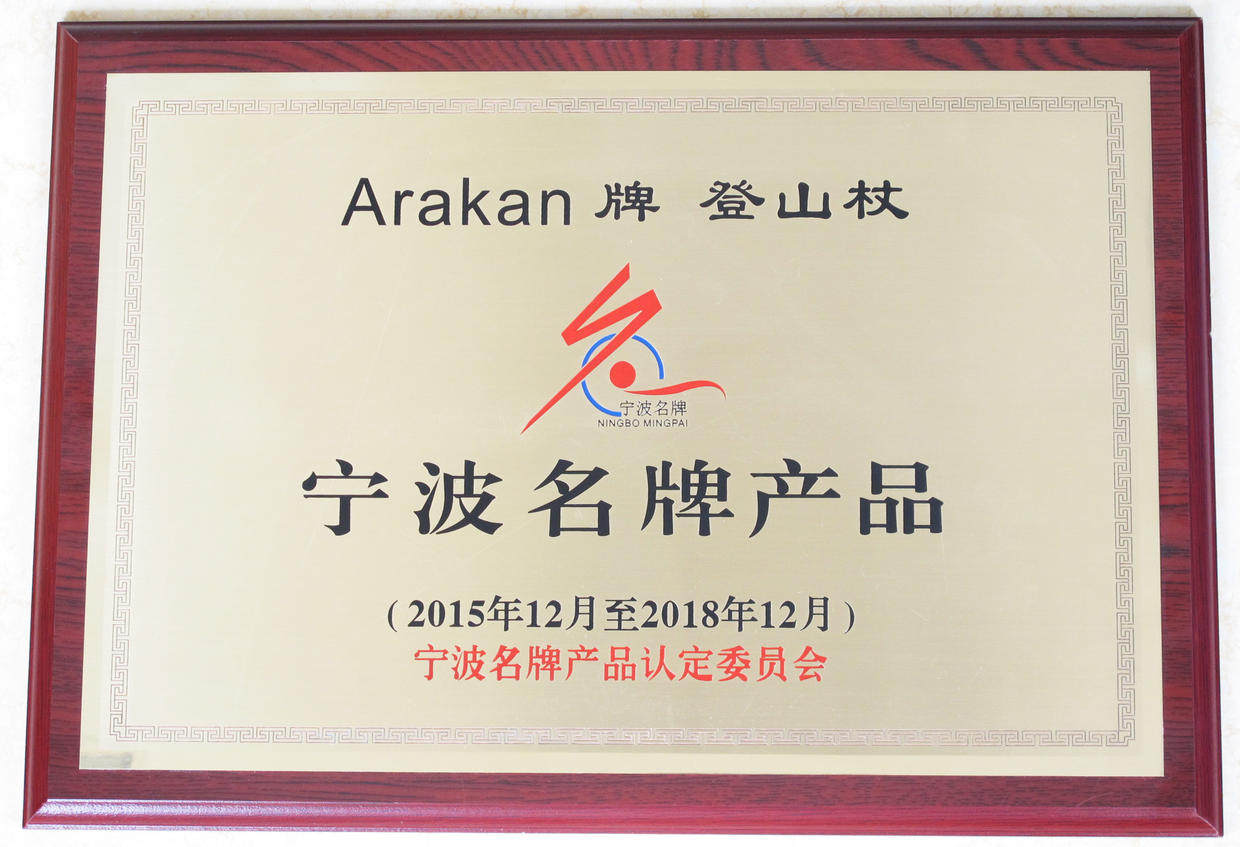 Arakan 牌 登山杖
宁波名牌
NINGBO MINGPAI
宁波名牌产品
(2015年12月至2018年12月)
宁波名牌产品认定委员会